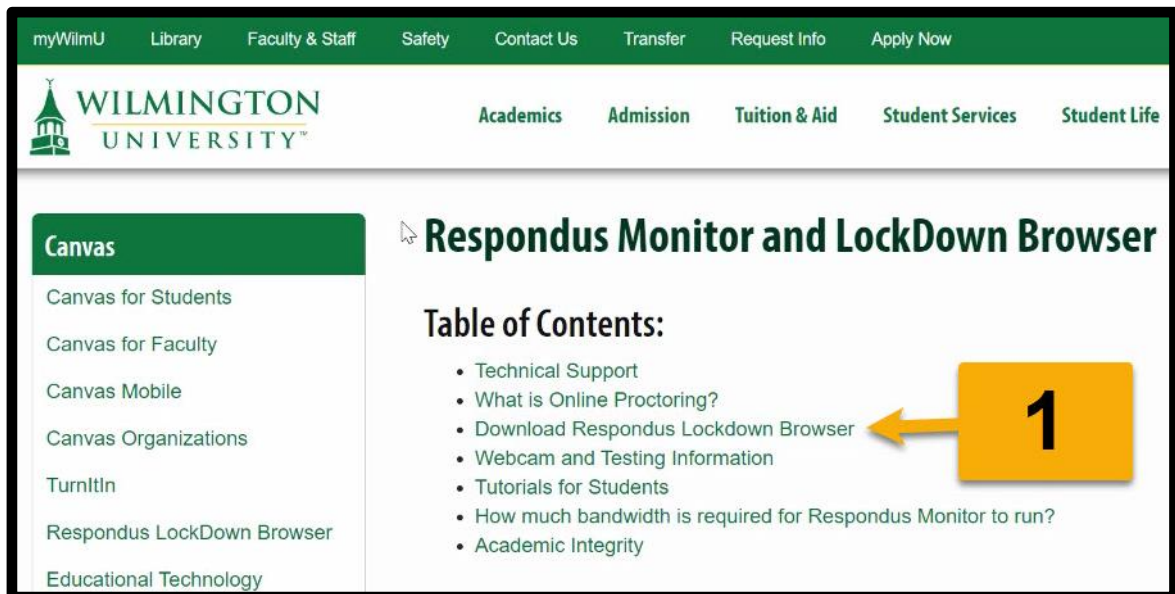 myWilmU Library Faculty & Staff Safety Contact Us Transfer Request Info Apply Now
WILMINGTON
UNIVERSITY™
Academics Admission Tuition & Aid Student Services Student Life
Canvas
Canvas for Students
Canvas for Faculty
Canvas Mobile
Canvas Organizations
TurnItIn
Respondus LockDown Browser
Educational Technology
Respondus Monitor and LockDown Browser
Table of Contents:
• Technical Support
• What is Online Proctoring?
• Download Respondus Lockdown Browser
• Webcam and Testing Information
• Tutorials for Students
• How much bandwidth is required for Respondus Monitor to run?
• Academic Integrity
1